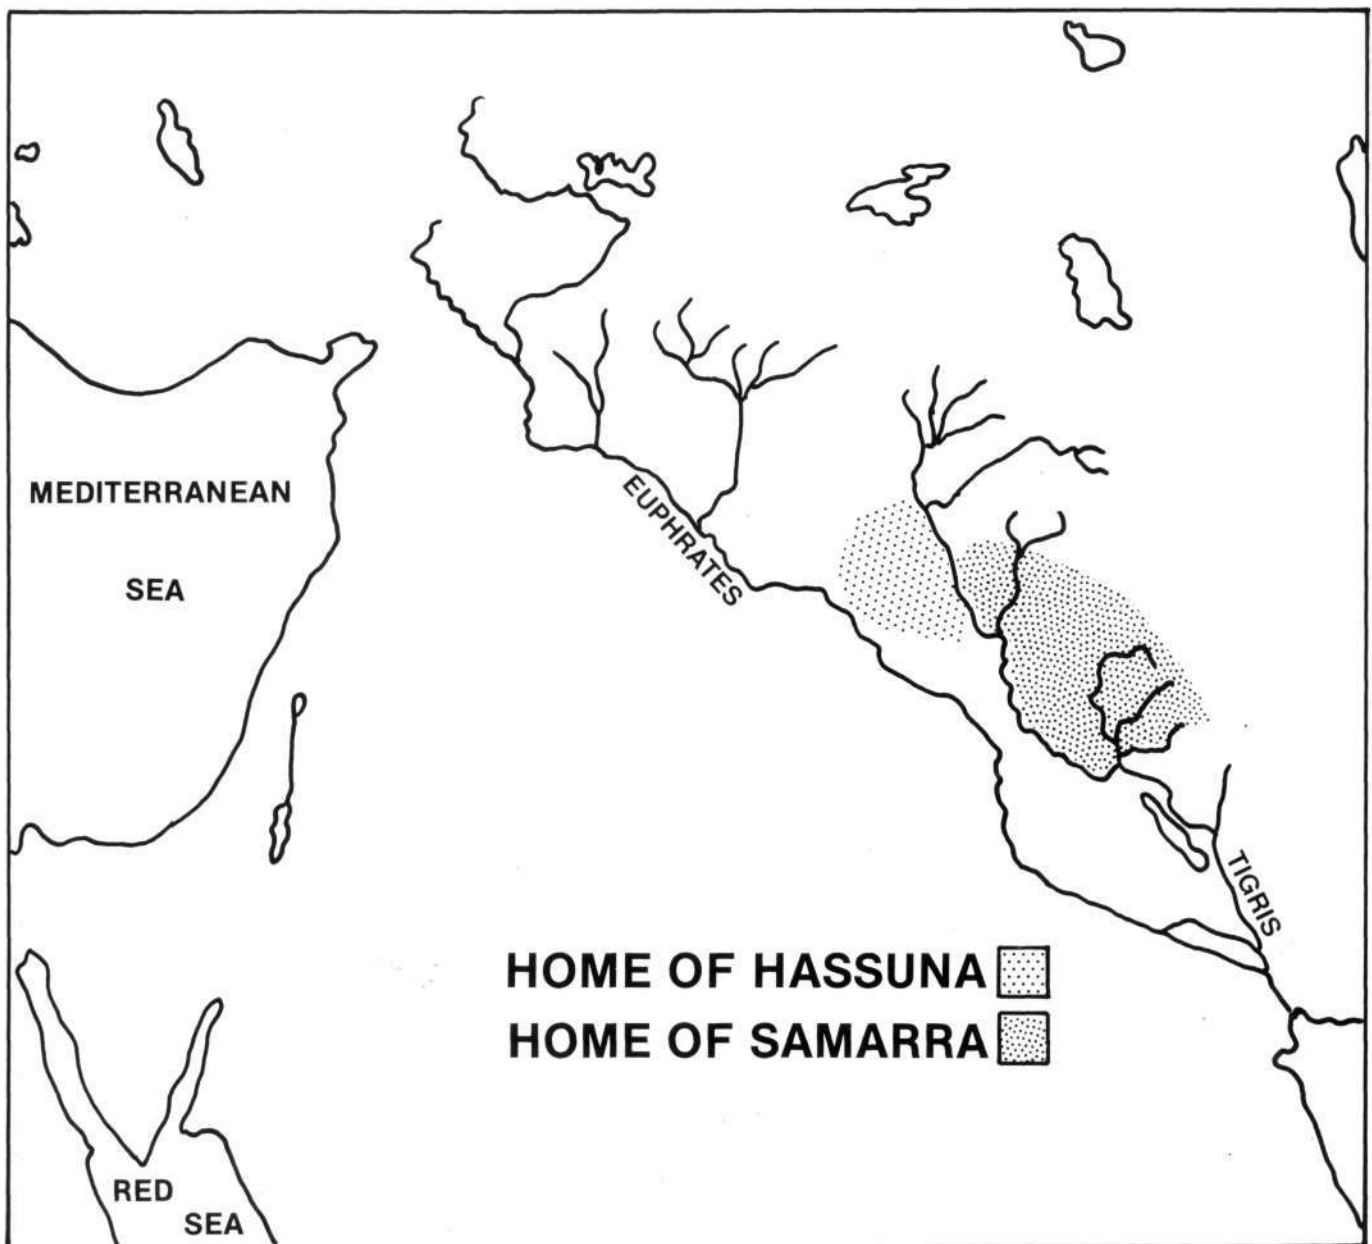 MEDITERRANEAN
SEA
EUPHRATES
TIGRIS
HOME OF HASSUNA
HOME OF SAMARRA
RED
SEA